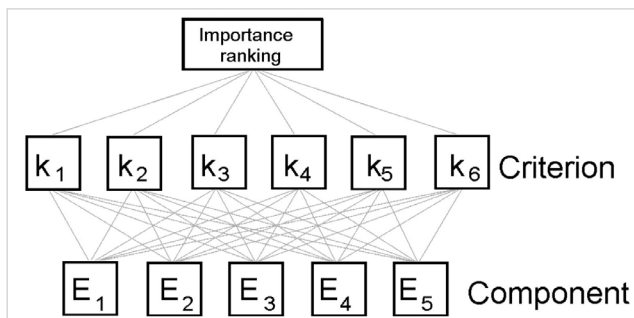 Importance
ranking
k1 k2 k3 k4 k5 k6 Criterion
E1 E2 E3 E4 E5 Component